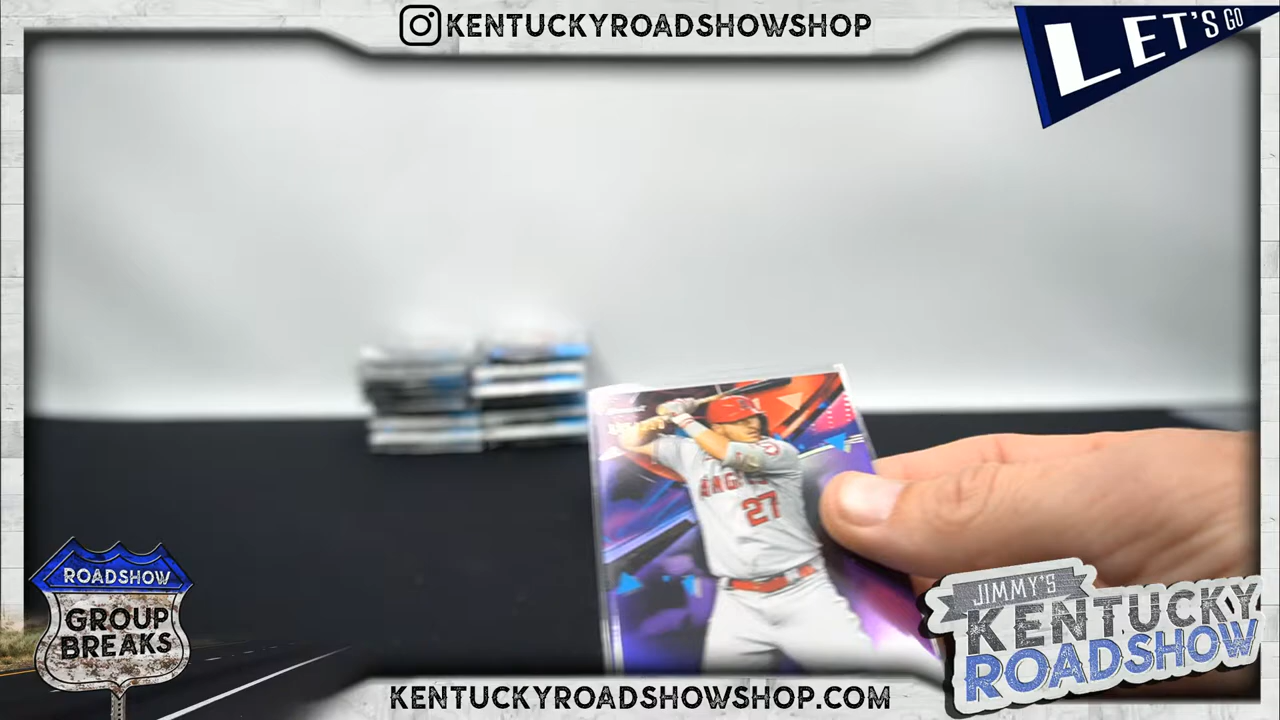 KENTUCKYROADSHOWSHOP
LET'S GO
ANGELS
27
ROADSHOW
GROUP
BREAKS
JIMMY'S
KENTUCKY
ROADSHOW
KENTUCKYROADSHOWSHOP.COM